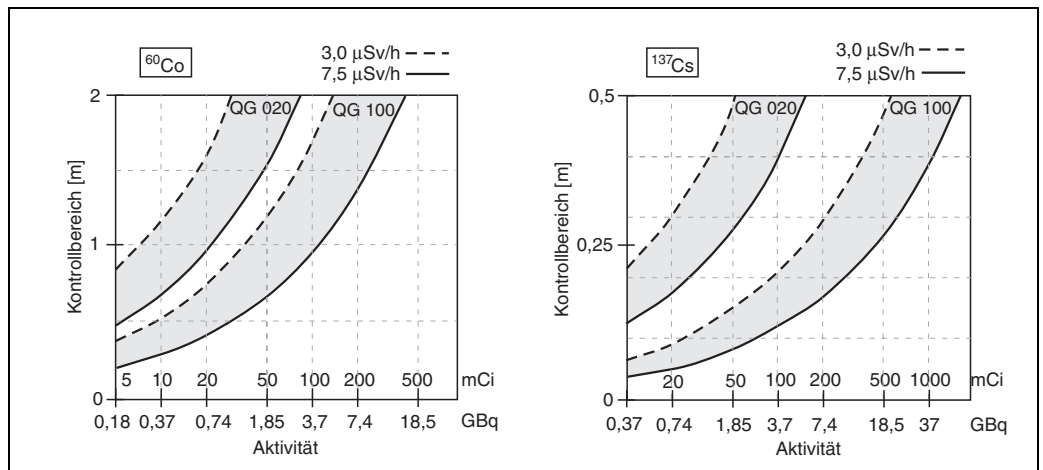 60Co
3,0 µSv/h
7,5 µSv/h
2
QG 020
QG 100
Kontrollbereich [m]
1
5 10 20 50 100 200 500 mCi
0
0,18 0,37 0,74 1,85 3,7 7,4 18,5 GBq
Aktivität
137Cs
3,0 µSv/h
7,5 µSv/h
0,5
QG 020
QG 100
Kontrollbereich [m]
0,25
20 50 100 200 500 1000 mCi
0
0,37 0,74 1,85 3,7 7,4 18,5 37 GBq
Aktivität